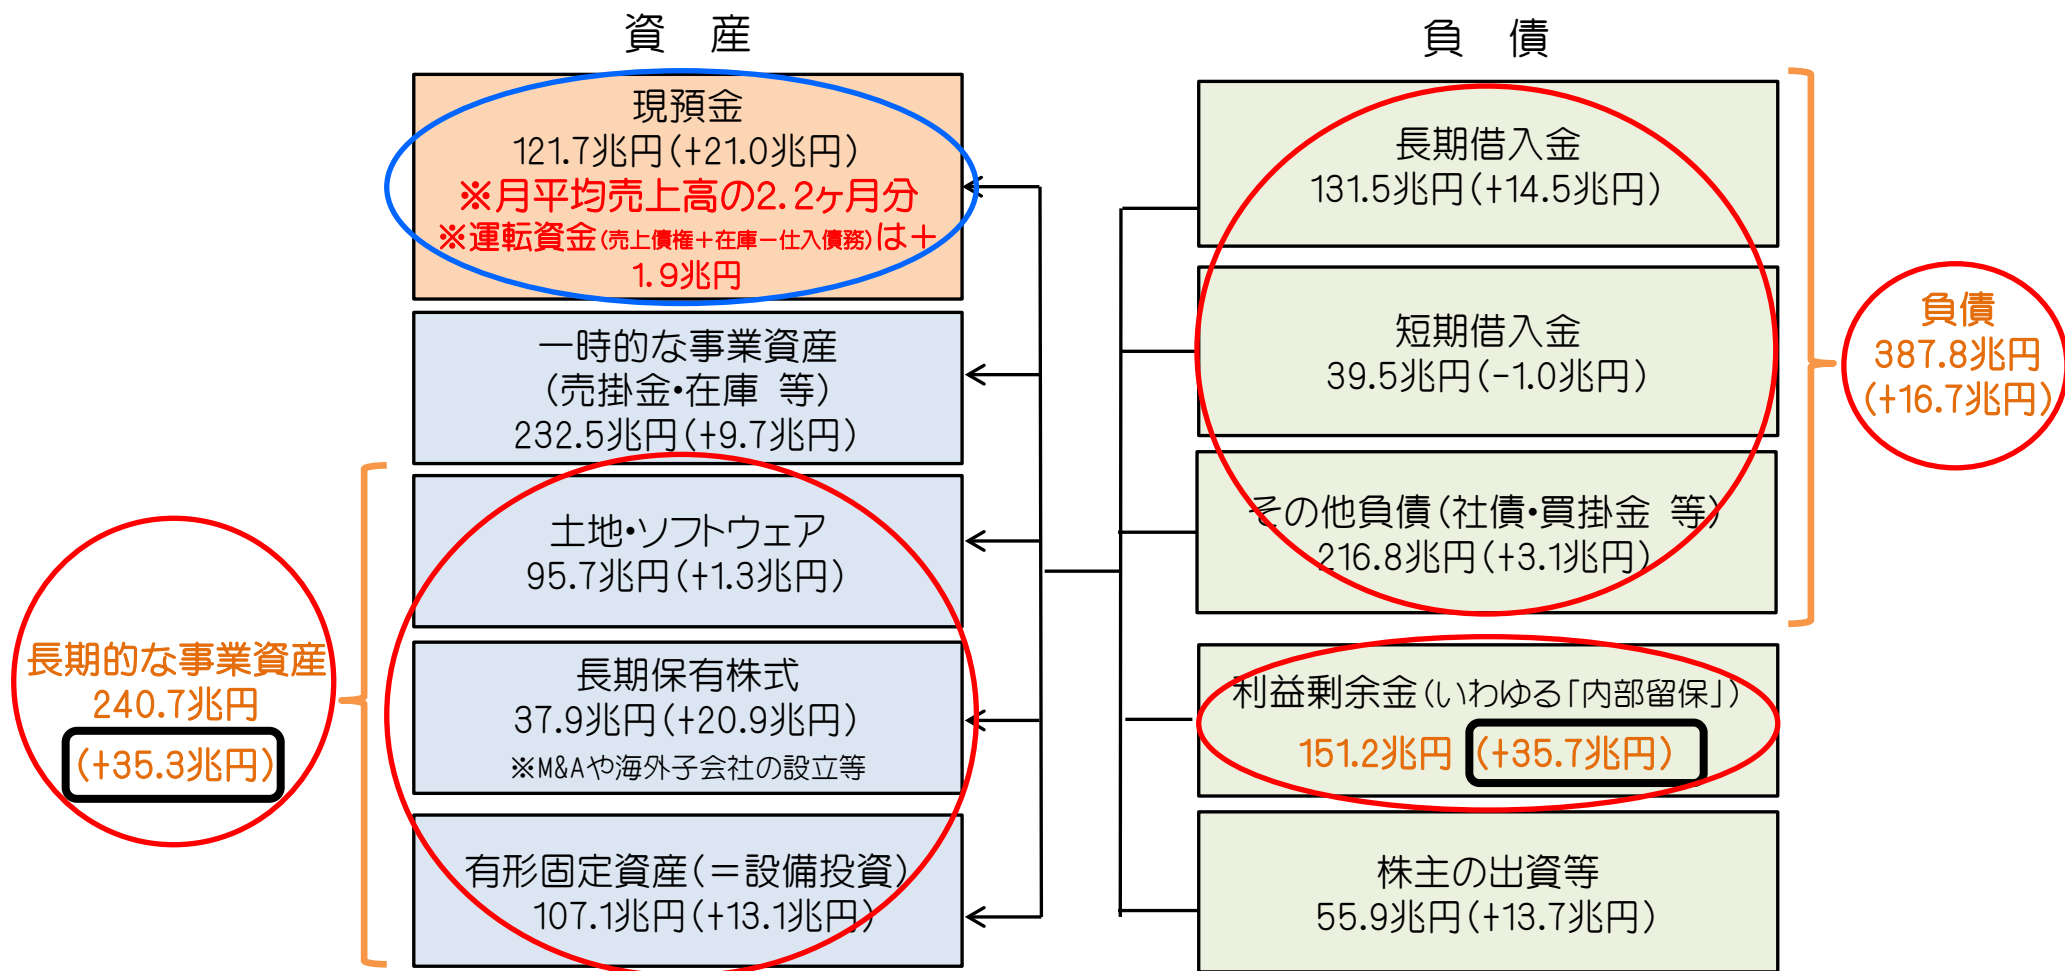 資　産
現預金
121.7兆円(+21.0兆円)
※月平均売上高の2.2ヶ月分
※運転資金(売上債権+在庫−仕入債務)は+
1.9兆円
一時的な事業資産
(売掛金・在庫 等)
232.5兆円(+9.7兆円)
土地・ソフトウェア
95.7兆円(+1.3兆円)
長期保有株式
37.9兆円(+20.9兆円)
※M&Aや海外子会社の設立等
有形固定資産(=設備投資)
107.1兆円(+13.1兆円)
長期的な事業資産
240.7兆円
(+35.3兆円)
負　債
長期借入金
131.5兆円(+14.5兆円)
短期借入金
39.5兆円(-1.0兆円)
その他負債(社債・買掛金 等)
216.8兆円(+3.1兆円)
利益剰余金(いわゆる「内部留保」)
151.2兆円 (+35.7兆円)
株主の出資等
55.9兆円(+13.7兆円)
負債
387.8兆円
(+16.7兆円)